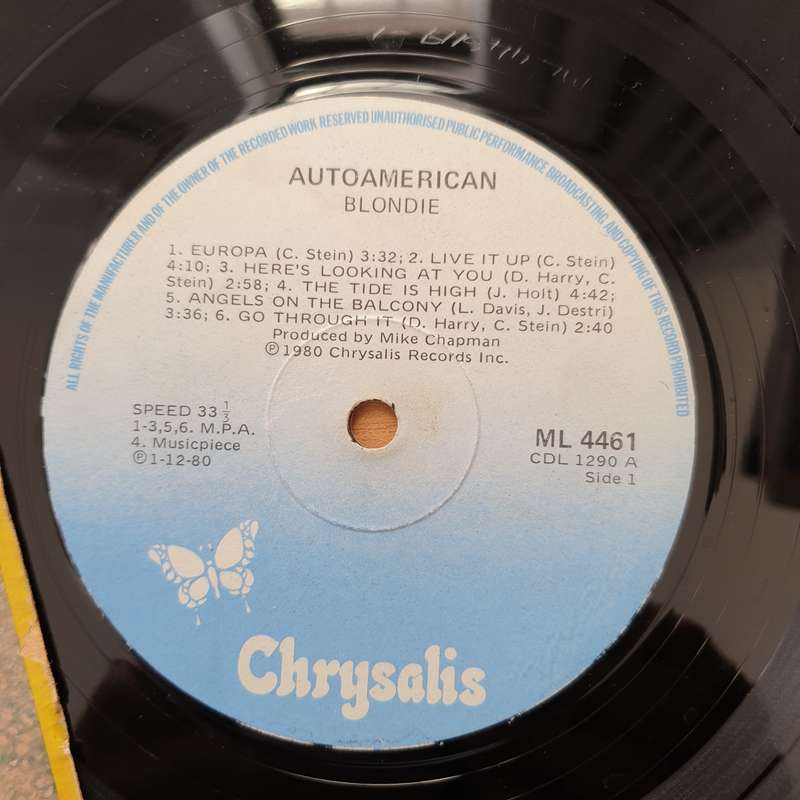 ALL RIGHTS OF THE MANUFACTURER AND OF THE OWNER OF THE RECORDED WORK RESERVED UNAUTHORISED PUBLIC PERFORMANCE BROADCASTING AND COPYING OF THIS RECORD PROHIBITED
AUTOAMERICAN
BLONDIE
1. EUROPA (C. Stein) 3:32; 2. LIVE IT UP (C. Stein)
4:10; 3. HERE'S LOOKING AT YOU (D. Harry, C.
Stein) 2:58; 4. THE TIDE IS HIGH (J. Holt) 4:42;
5. ANGELS ON THE BALCONY (L. Davis, J. Destri)
3:36; 6. GO THROUGH IT (D. Harry, C. Stein) 2:40
Produced by Mike Chapman
℗1980 Chrysalis Records Inc.
SPEED 33⅓
1-3,5,6. M.P.A.
4. Musicpiece
℗1-12-80
ML 4461
CDL 1290 A
Side 1
Chrysalis